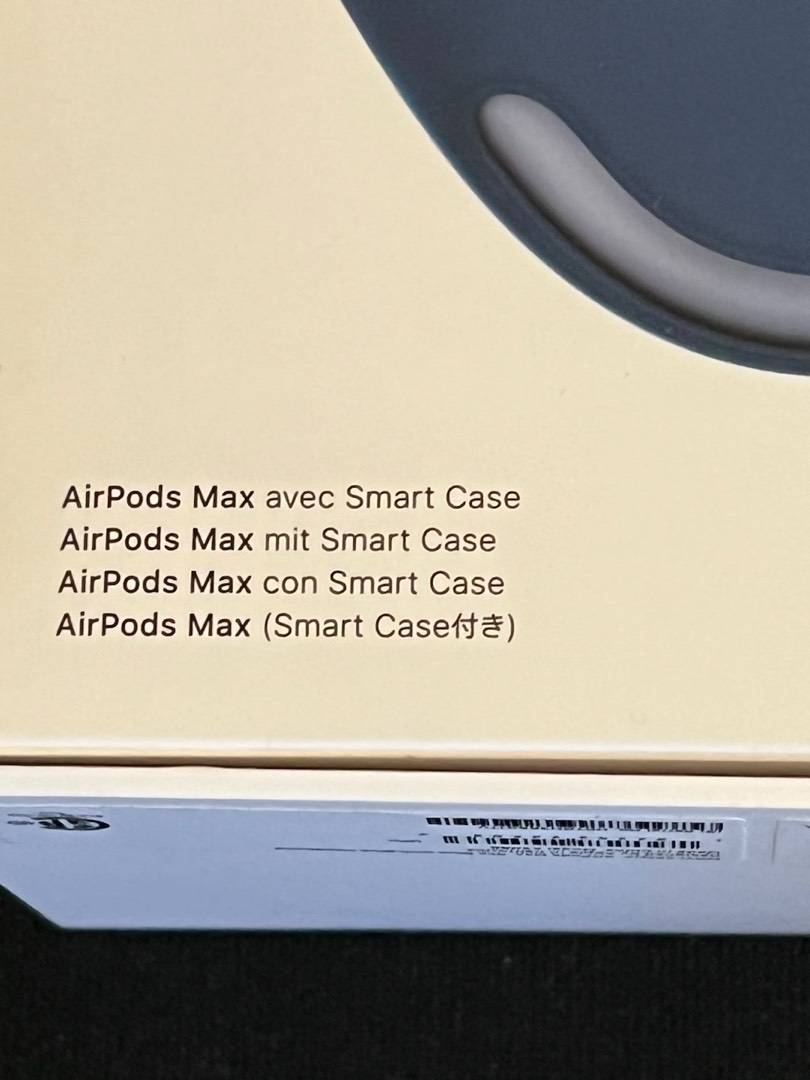 AirPods Max avec Smart Case
AirPods Max mit Smart Case
AirPods Max con Smart Case
AirPods Max (Smart Case付き)